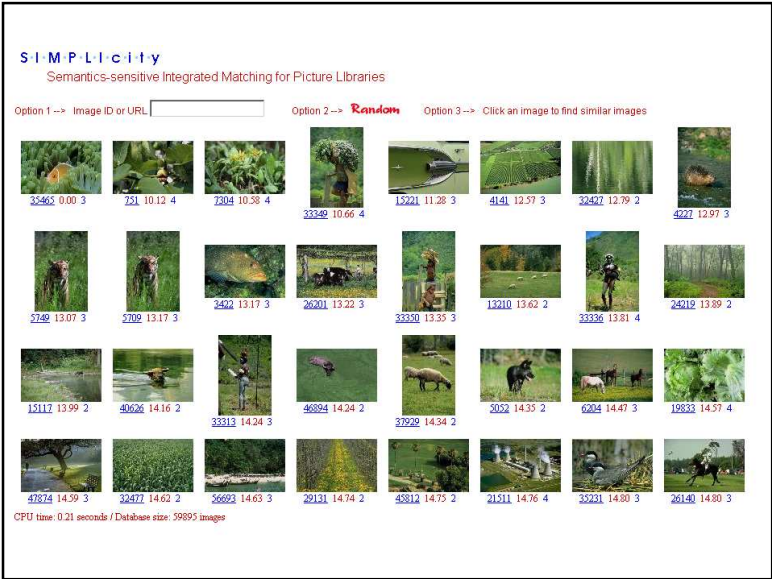 S·I·M·P·L·I·c·i·t·y
Semantics-sensitive Integrated Matching for Picture LIbraries
Option 1 --> Image ID or URL Option 2 --> Random Option 3 --> Click an image to find similar images
35465 0.00 3 751 10.12 4 7304 10.58 4 33349 10.66 4 15221 11.28 3 4141 12.57 3 32427 12.79 2 4227 12.97 3
5749 13.07 3 5709 13.17 3 3422 13.17 3 26201 13.22 3 33350 13.35 3 13210 13.62 2 33336 13.81 4 24219 13.89 2
15117 13.99 2 40626 14.16 2 33313 14.24 3 46894 14.24 2 37929 14.34 2 5052 14.35 2 6204 14.47 3 19833 14.57 4
47874 14.59 3 32477 14.62 2 56693 14.63 3 29131 14.74 2 45812 14.75 2 21511 14.76 4 35231 14.80 3 26140 14.80 3
CPU time: 0.21 seconds / Database size: 59895 images